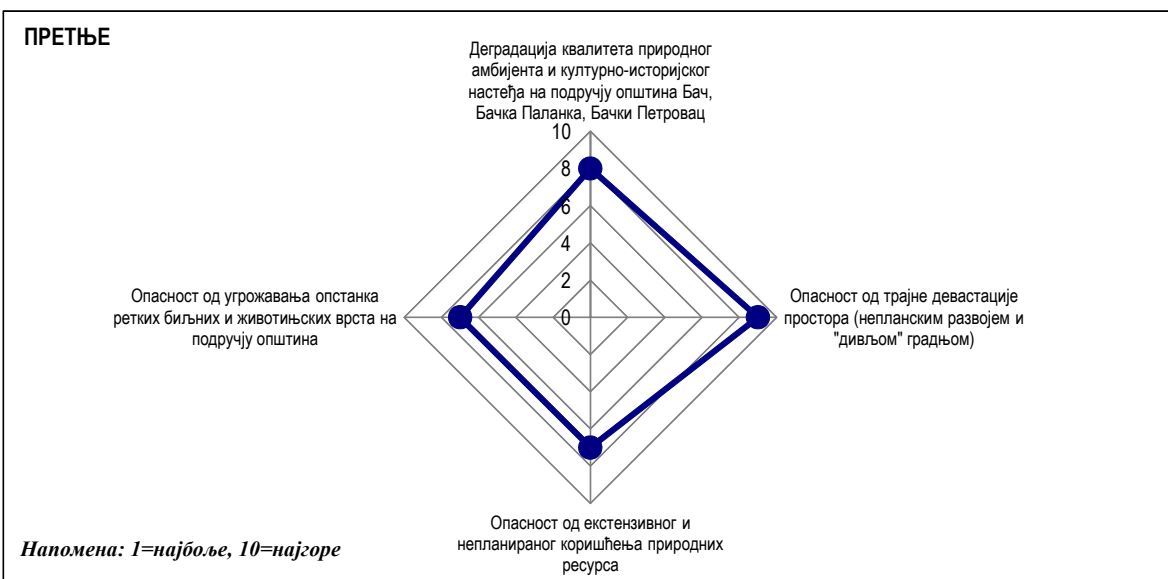 ПРЕТЊЕ
Деградација квалитета природног
амбијента и културно-историјског
настеђа на подручју општина Бач,
Бачка Паланка, Бачки Петровац
10
8
6
4
2
0
Опасност од угрожавања опстанка
ретких биљних и животињских врста на
подручју општина
Опасност од трајне девастације
простора (непланским развојем и
"дивљом" градњом)
Опасност од екстензивног и
непланираног коришћења природних
ресурса
Напомена: 1=најбоље, 10=најгоре